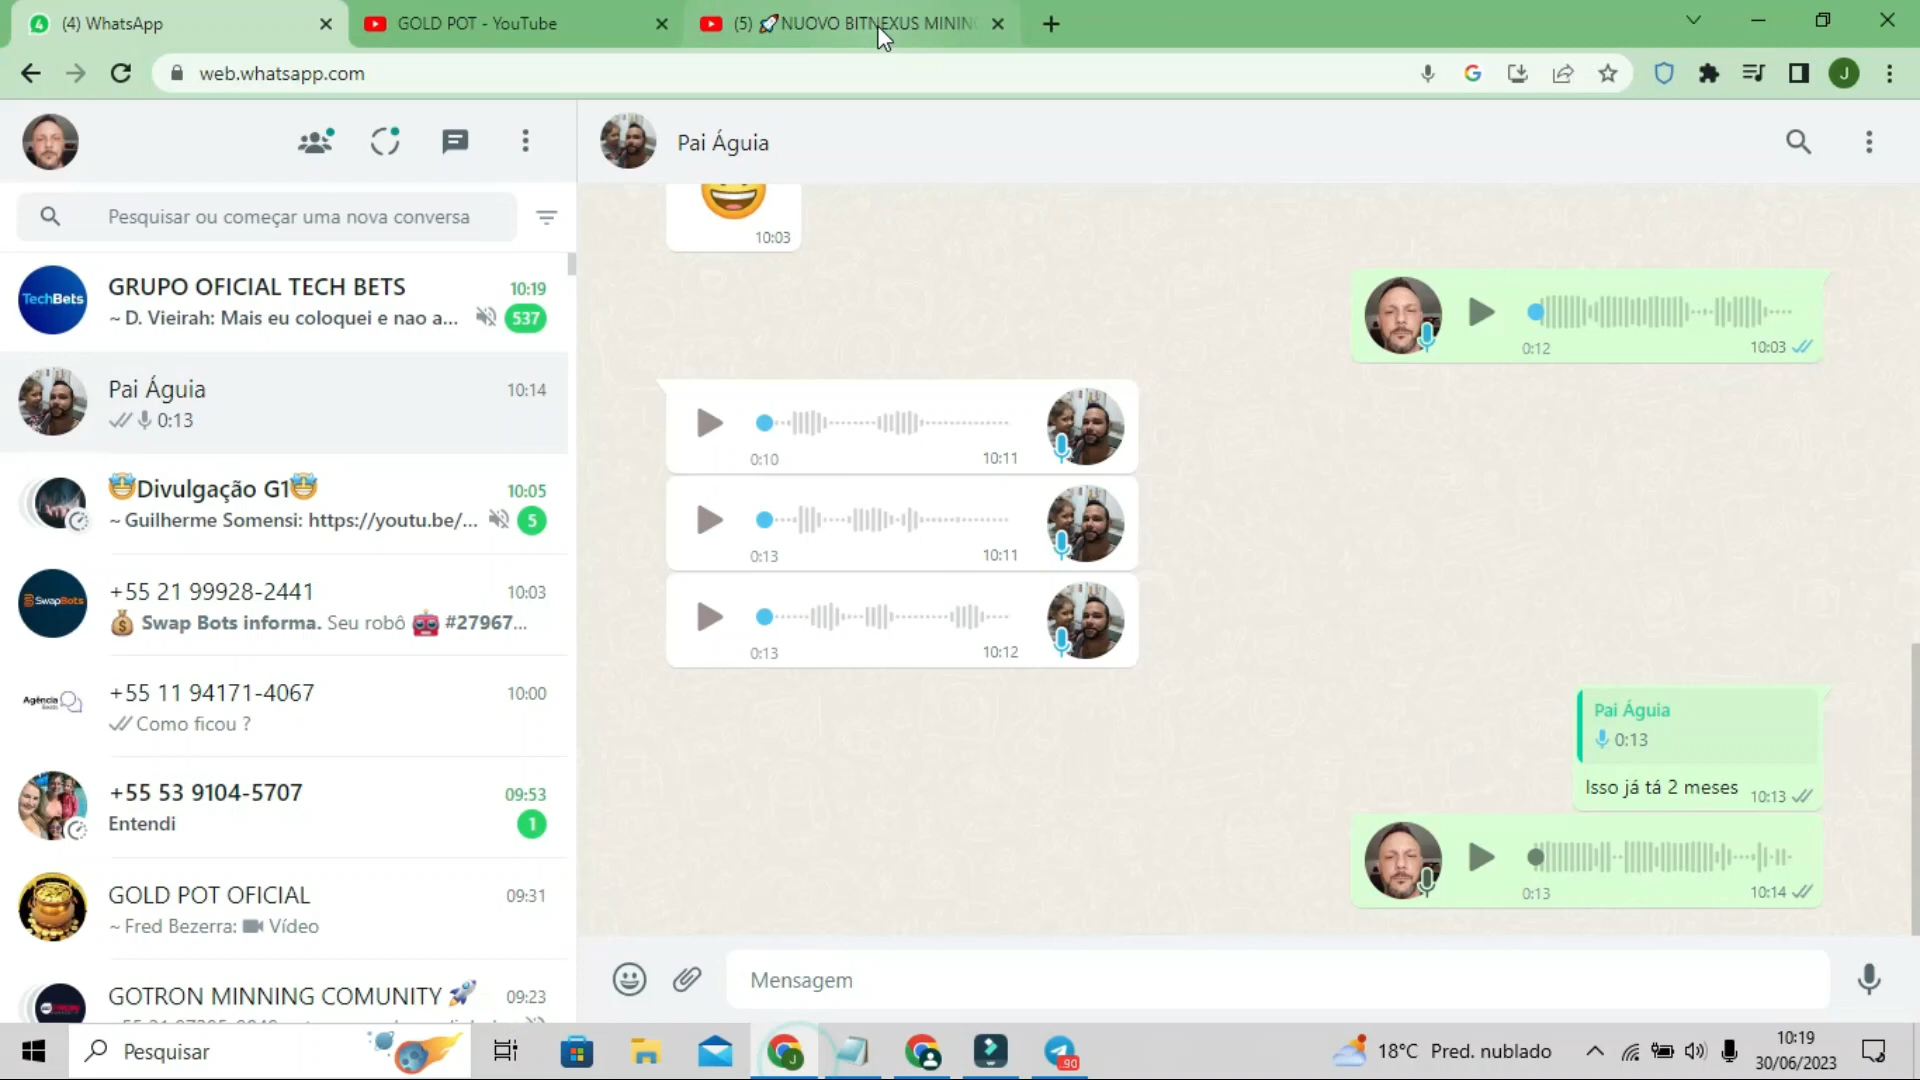 (4) WhatsApp
GOLD POT - YouTube
(5) 🚀NUOVO BITNEXUS MINING
web.whatsapp.com
J
Pai Águia
Pesquisar ou começar uma nova conversa
10:03
GRUPO OFICIAL TECH BETS
10:19
TechBets
~ D. Vieirah: Mais eu coloquei e nao a...
537
0:12
10:03
Pai Águia
10:14
0:13
0:10
10:11
🤩Divulgação G1🤩
10:05
~ Guilherme Somensi: https://youtu.be/...
5
0:13
10:11
+55 21 99928-2441
10:03
SwapBots
💰 Swap Bots informa. Seu robô 🤖 #27967...
0:13
10:12
+55 11 94171-4067
10:00
Agência
Como ficou ?
Pai Águia
0:13
Isso já tá 2 meses
10:13
+55 53 9104-5707
09:53
Entendi
1
0:13
10:14
GOLD POT OFICIAL
09:31
~ Fred Bezerra: Vídeo
Mensagem
GOTRON MINNING COMUNITY 🚀
09:23
Pesquisar
J
90
18°C Pred. nublado
10:19
30/06/2023